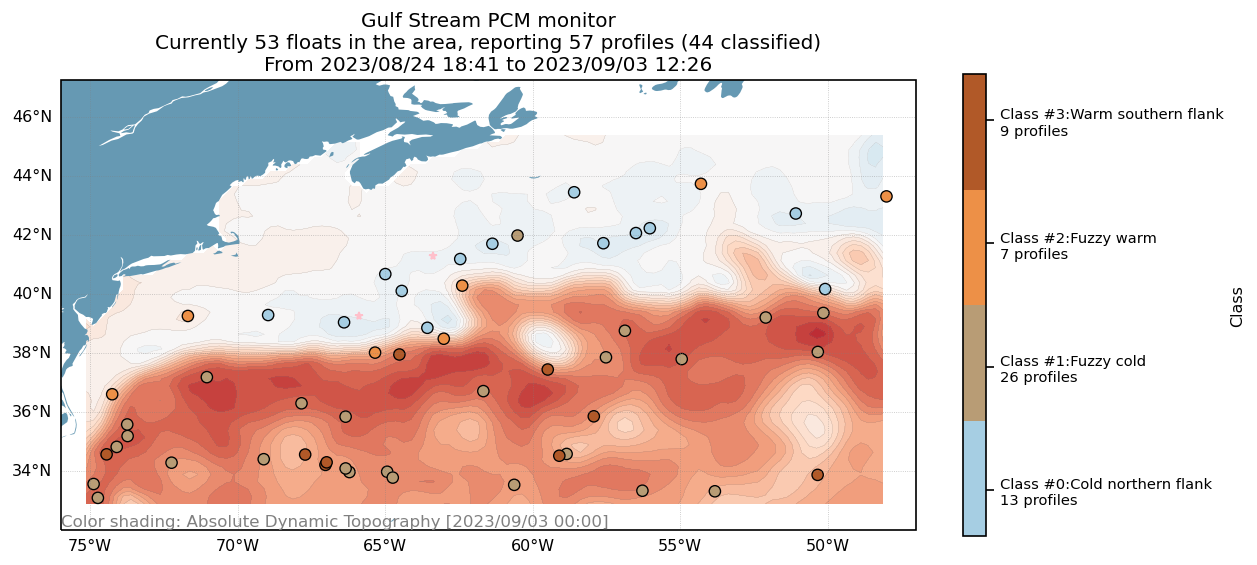 Gulf Stream PCM monitor
Currently 53 floats in the area, reporting 57 profiles (44 classified)
From 2023/08/24 18:41 to 2023/09/03 12:26
46°N
44°N
42°N
40°N
38°N
36°N
34°N
Color shading: Absolute Dynamic Topography [2023/09/03 00:00]
75°W
70°W
65°W
60°W
55°W
50°W
Class #3:Warm southern flank
9 profiles
Class #2:Fuzzy warm
7 profiles
Class #1:Fuzzy cold
26 profiles
Class #0:Cold northern flank
13 profiles
Class